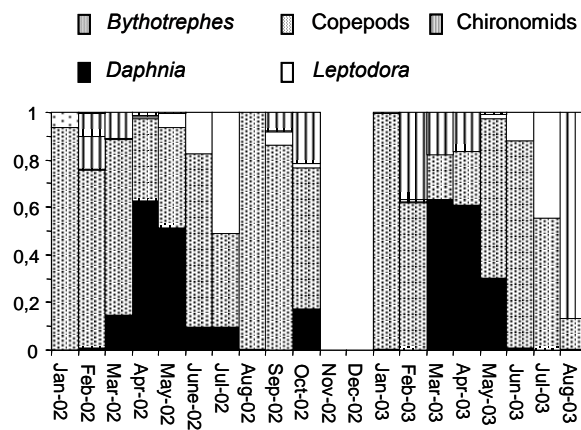 Bythotrephes Copepods Chironomids
Daphnia Leptodora
1
0,8
0,6
0,4
0,2
0
Jan-02
Feb-02
Mar-02
Apr-02
May-02
June-02
Jul-02
Aug-02
Sep-02
Oct-02
Nov-02
Dec-02
Jan-03
Feb-03
Mar-03
Apr-03
May-03
Jun-03
Jul-03
Aug-03